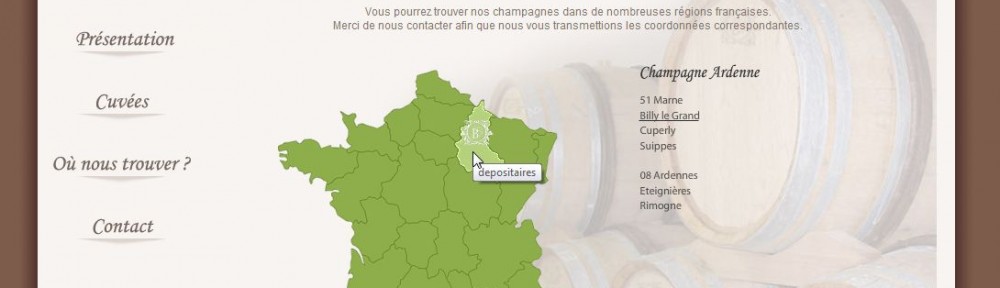 Vous pourrez trouver nos champagnes dans de nombreuses régions françaises.
Merci de nous contacter afin que nous vous transmettions les coordonnées correspondantes.
Présentation
Cuvées
Où nous trouver ?
Contact
B
depositaires
Champagne Ardenne
51 Marne
Billy le Grand
Cuperly
Suippes
08 Ardennes
Eteignières
Rimogne